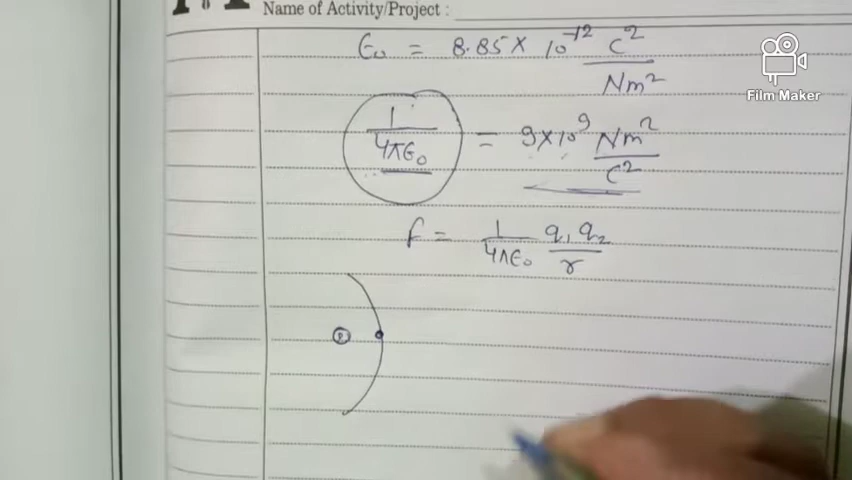 Name of Activity/Project :
ϵ₀ = 8.85 × 10⁻¹² C²/Nm²
Film Maker
1/4πϵ₀ = 9×10⁹ Nm²/C²
F = 1/4πϵ₀ q₁q₂/r